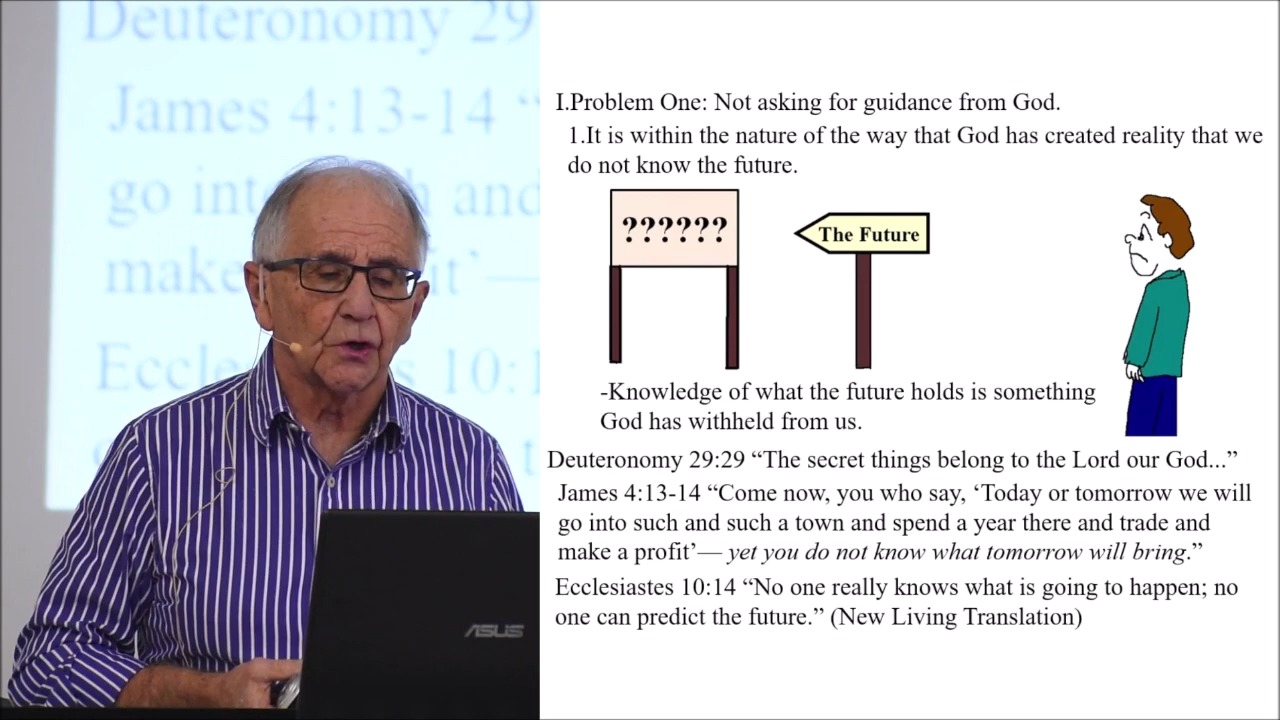 Deuteronomy 29
James 4:13-14 “
go int
and
make
fit’—
10:
ASUS
I.Problem One: Not asking for guidance from God.
1.It is within the nature of the way that God has created reality that we
do not know the future.
??????
The Future
-Knowledge of what the future holds is something
God has withheld from us.
Deuteronomy 29:29 “The secret things belong to the Lord our God...”
James 4:13-14 “Come now, you who say, ‘Today or tomorrow we will
go into such and such a town and spend a year there and trade and
make a profit’— yet you do not know what tomorrow will bring.”
Ecclesiastes 10:14 “No one really knows what is going to happen; no
one can predict the future.” (New Living Translation)